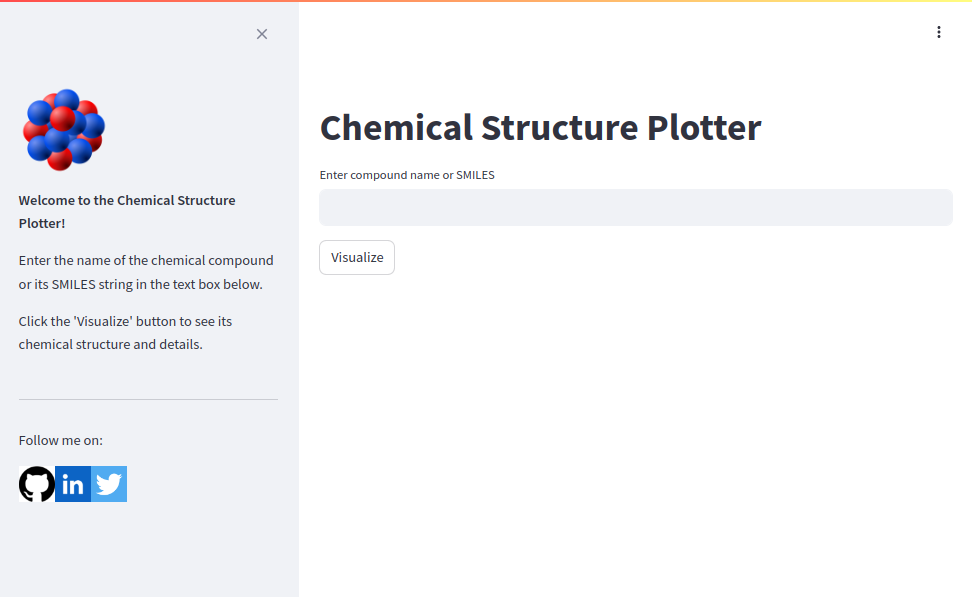 Welcome to the Chemical Structure
Plotter!
Enter the name of the chemical compound
or its SMILES string in the text box below.
Click the 'Visualize' button to see its
chemical structure and details.
Follow me on:
in
Chemical Structure Plotter
Enter compound name or SMILES
Visualize